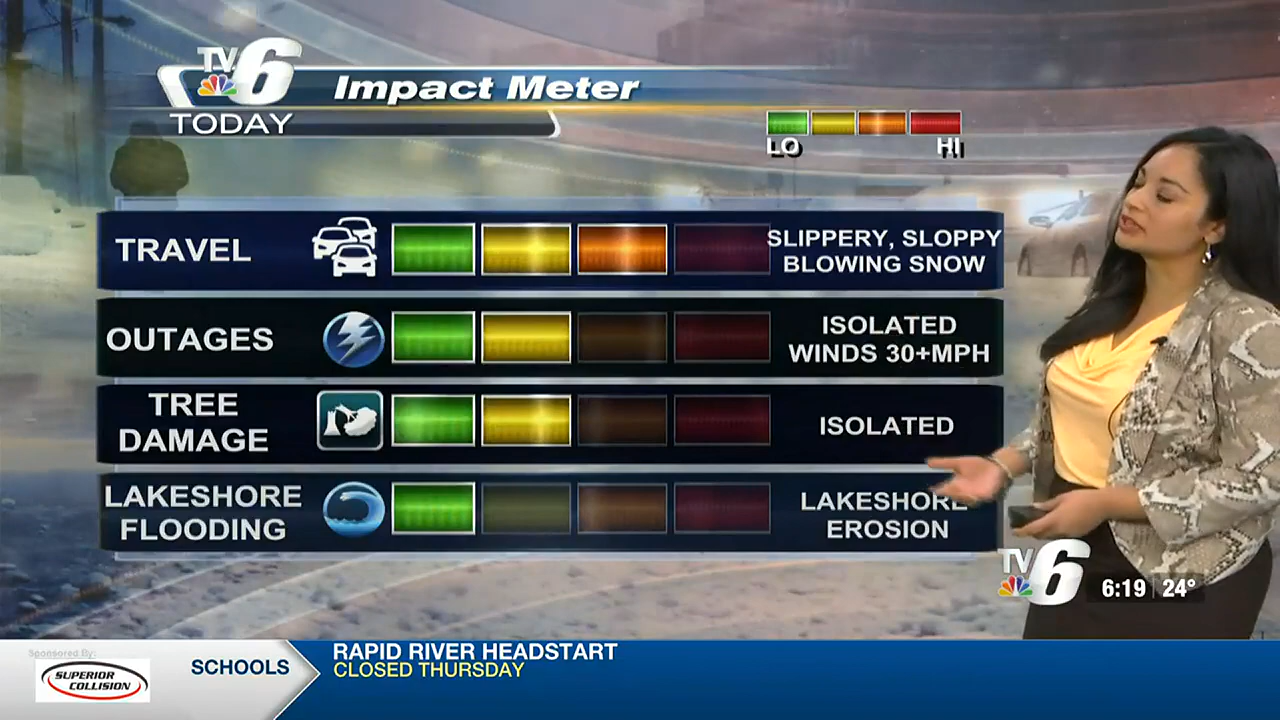 TV6
Impact Meter
TODAY
LO
HI
TRAVEL
SLIPPERY, SLOPPY
BLOWING SNOW
OUTAGES
ISOLATED
WINDS 30+MPH
TREE
DAMAGE
ISOLATED
LAKESHORE
FLOODING
LAKESHORE
EROSION
TV6
6:19 24°
Sponsored By:
SUPERIOR
COLLISION
SCHOOLS
RAPID RIVER HEADSTART
CLOSED THURSDAY